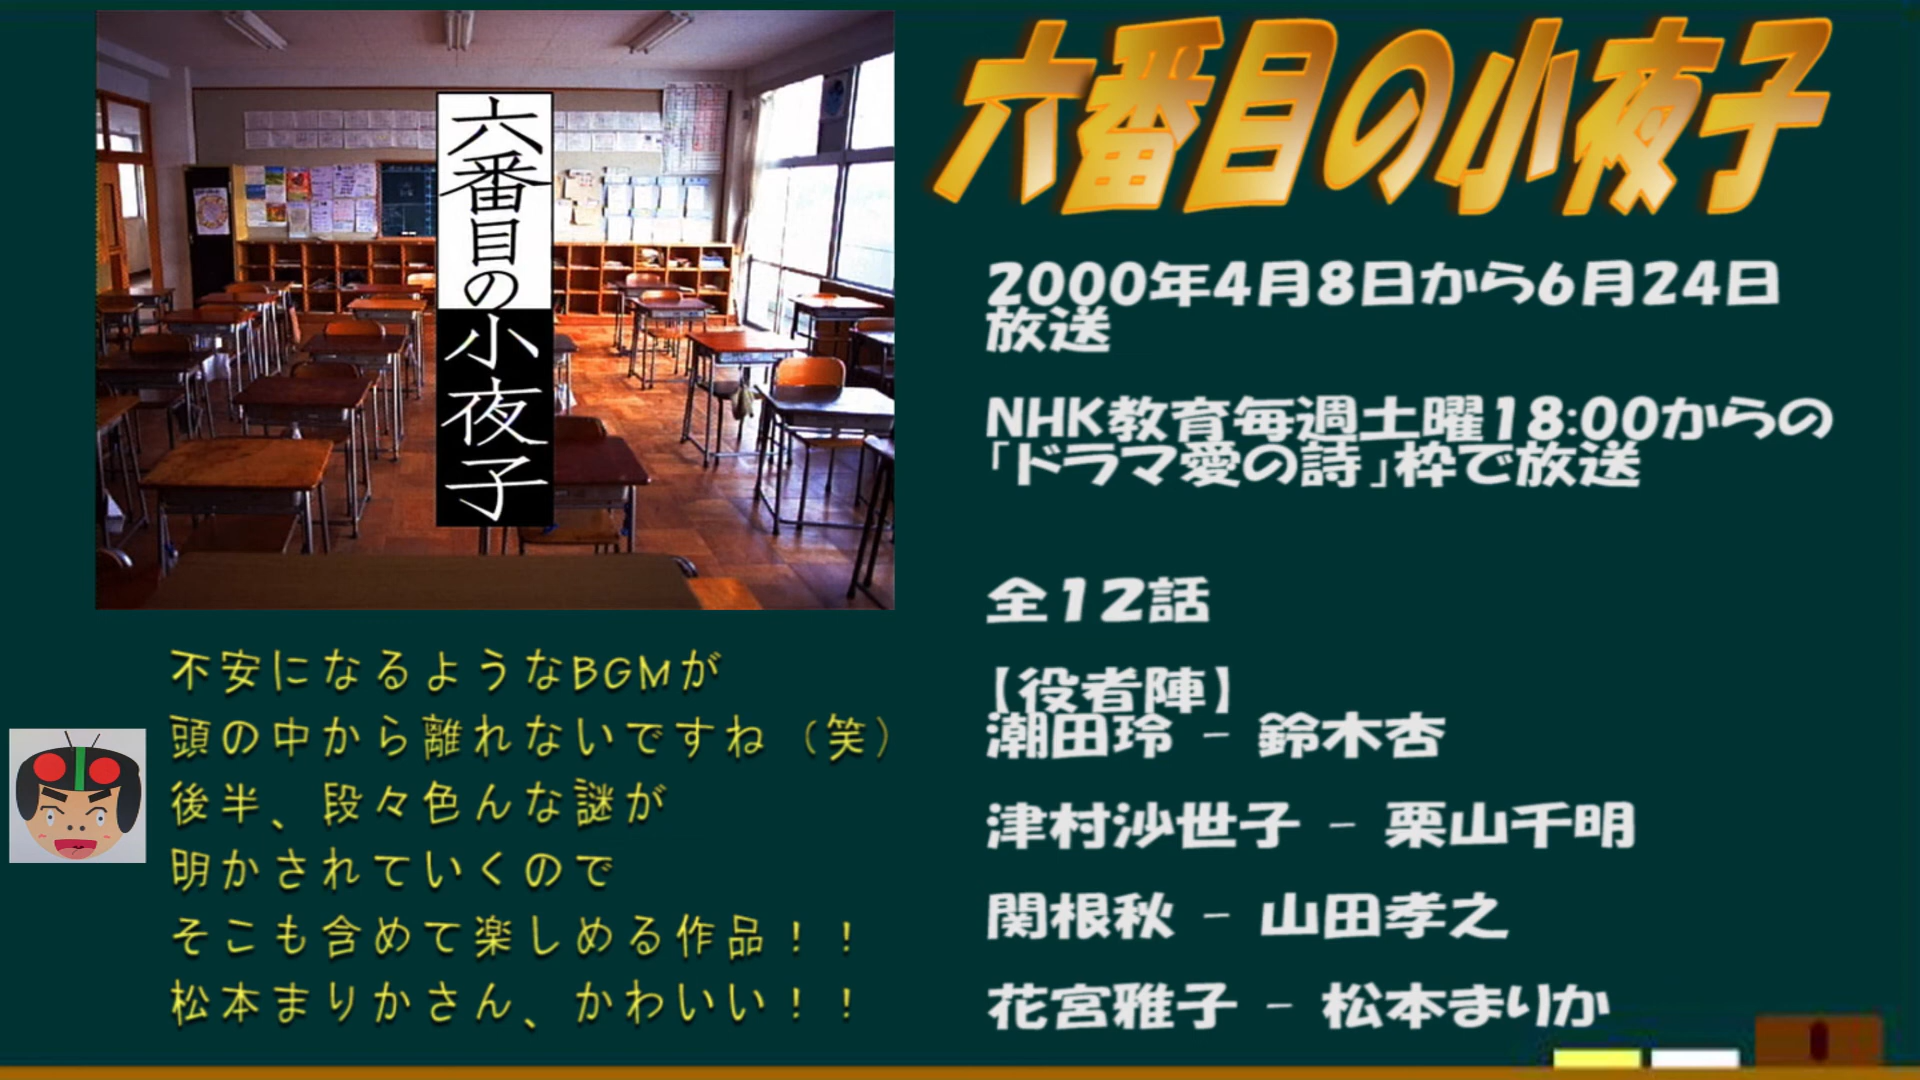 六番目の小夜子
六番目の小夜子
2000年4月8日から6月24日
放送
NHK教育毎週土曜18:00からの
「ドラマ愛の詩」枠で放送
全12話
【役者陣】
潮田玲 - 鈴木杏
津村沙世子 - 栗山千明
関根秋 - 山田孝之
花宮雅子 - 松本まりか
不安になるようなBGMが
頭の中から離れないですね（笑）
後半、段々色んな謎が
明かされていくので
そこも含めて楽しめる作品！！
松本まりかさん、かわいい！！